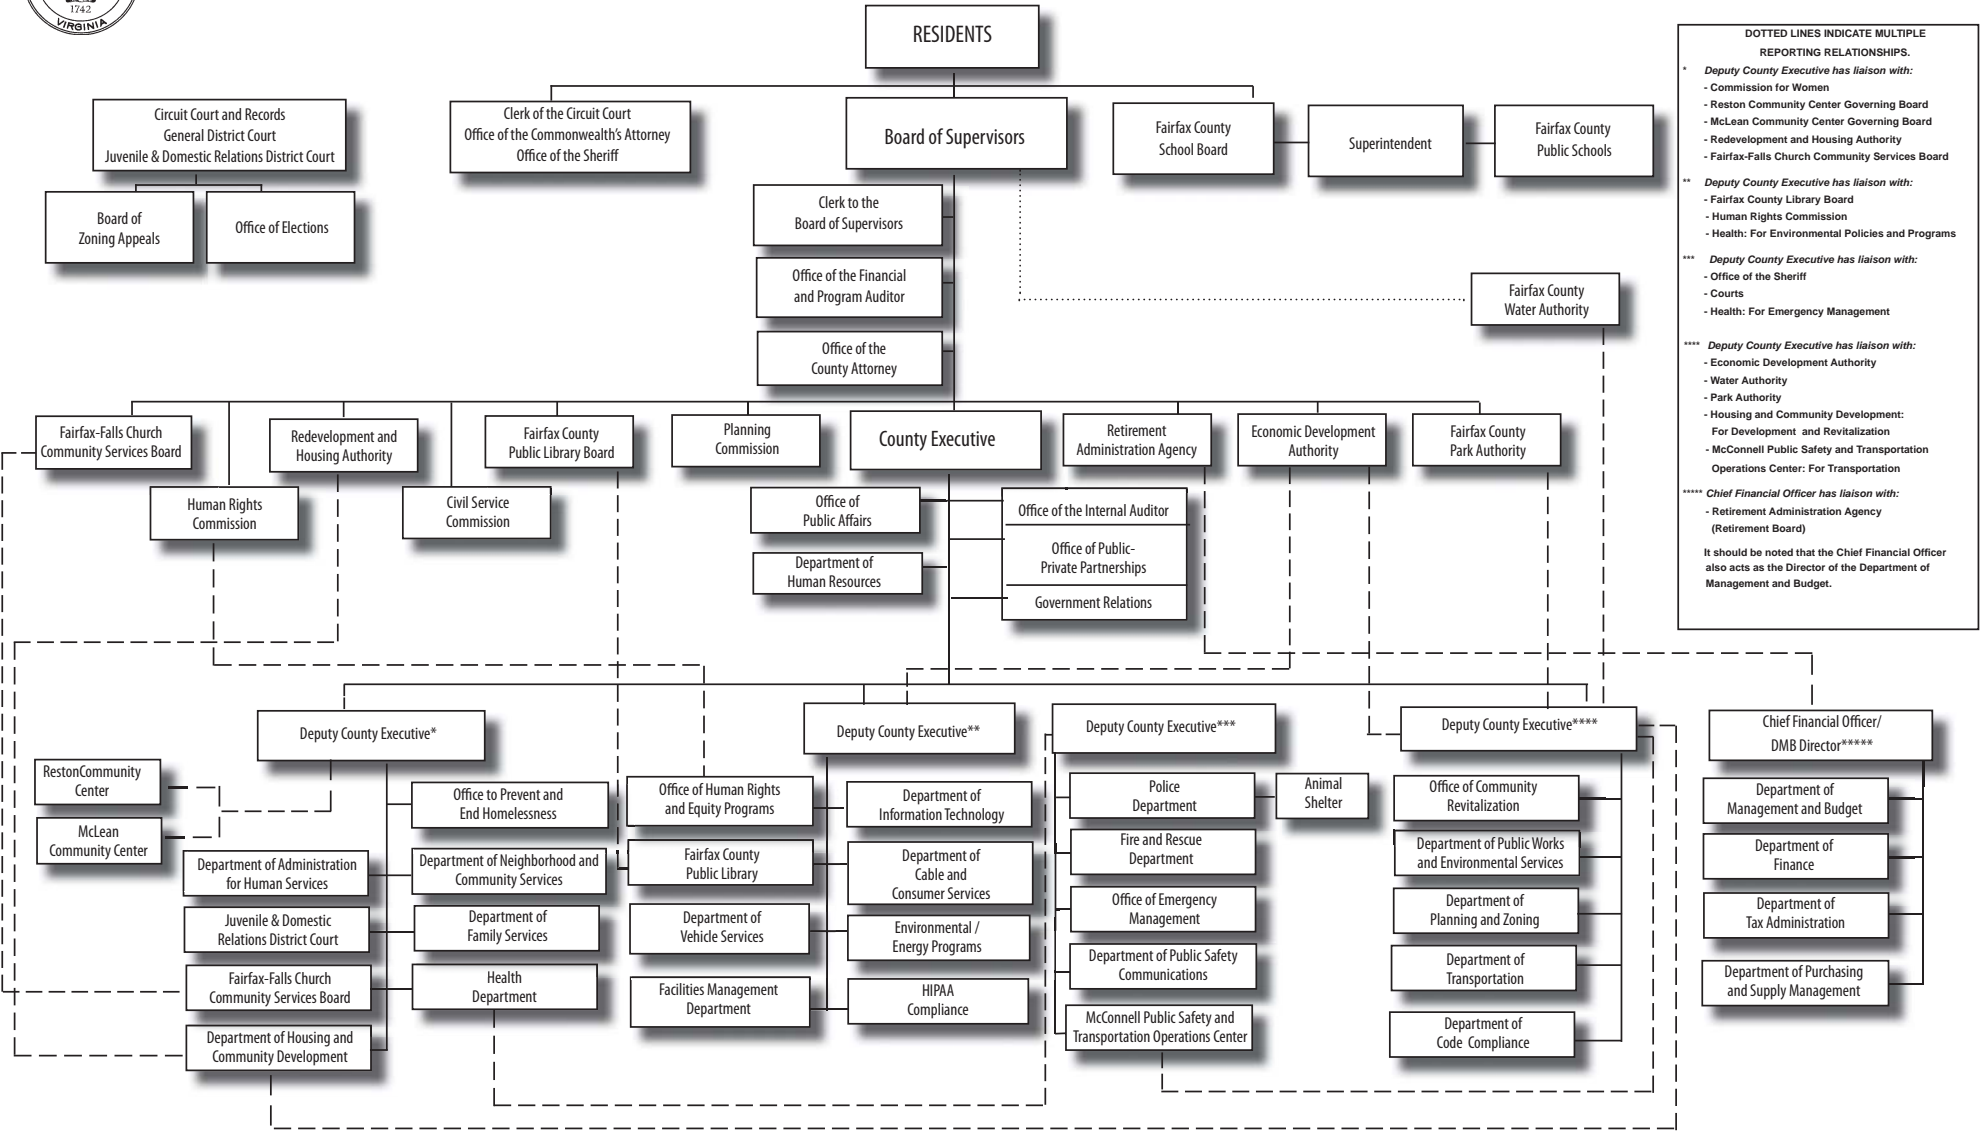 1742
VIRGINIA
RESIDENTS
Circuit Court and Records
General District Court
Juvenile & Domestic Relations District Court
Board of
Zoning Appeals
Office of Elections
Clerk of the Circuit Court
Office of the Commonwealth's Attorney
Office of the Sheriff
Board of Supervisors
Fairfax County
School Board
Superintendent
Fairfax County
Public Schools
Clerk to the
Board of Supervisors
Office of the Financial
and Program Auditor
Office of the
County Attorney
Fairfax County
Water Authority
Fairfax-Falls Church
Community Services Board
Redevelopment and
Housing Authority
Fairfax County
Public Library Board
Planning
Commission
County Executive
Retirement
Administration Agency
Economic Development
Authority
Fairfax County
Park Authority
Human Rights
Commission
Civil Service
Commission
Office of
Public Affairs
Department of
Human Resources
Office of the Internal Auditor
Office of Public-
Private Partnerships
Government Relations
Deputy County Executive*
RestonCommunity
Center
McLean
Community Center
Office to Prevent and
End Homelessness
Department of Administration
for Human Services
Department of Neighborhood and
Community Services
Juvenile & Domestic
Relations District Court
Department of
Family Services
Fairfax-Falls Church
Community Services Board
Health
Department
Department of Housing and
Community Development
Deputy County Executive**
Office of Human Rights
and Equity Programs
Department of
Information Technology
Fairfax County
Public Library
Department of
Cable and
Consumer Services
Department of
Vehicle Services
Environmental /
Energy Programs
Facilities Management
Department
HIPAA
Compliance
Deputy County Executive***
Police
Department
Animal
Shelter
Fire and Rescue
Department
Office of Emergency
Management
Department of Public Safety
Communications
McConnell Public Safety and
Transportation Operations Center
Deputy County Executive****
Office of Community
Revitalization
Department of Public Works
and Environmental Services
Department of
Planning and Zoning
Department of
Transportation
Department of
Code Compliance
Chief Financial Officer/
DMB Director*****
Department of
Management and Budget
Department of
Finance
Department of
Tax Administration
Department of Purchasing
and Supply Management
DOTTED LINES INDICATE MULTIPLE
REPORTING RELATIONSHIPS.
* Deputy County Executive has liaison with:
- Commission for Women
- Reston Community Center Governing Board
- McLean Community Center Governing Board
- Redevelopment and Housing Authority
- Fairfax-Falls Church Community Services Board
** Deputy County Executive has liaison with:
- Fairfax County Library Board
- Human Rights Commission
- Health: For Environmental Policies and Programs
*** Deputy County Executive has liaison with:
- Office of the Sheriff
- Courts
- Health: For Emergency Management
**** Deputy County Executive has liaison with:
- Economic Development Authority
- Water Authority
- Park Authority
- Housing and Community Development:
For Development and Revitalization
- McConnell Public Safety and Transportation
Operations Center: For Transportation
***** Chief Financial Officer has liaison with:
- Retirement Administration Agency
(Retirement Board)
It should be noted that the Chief Financial Officer
also acts as the Director of the Department of
Management and Budget.